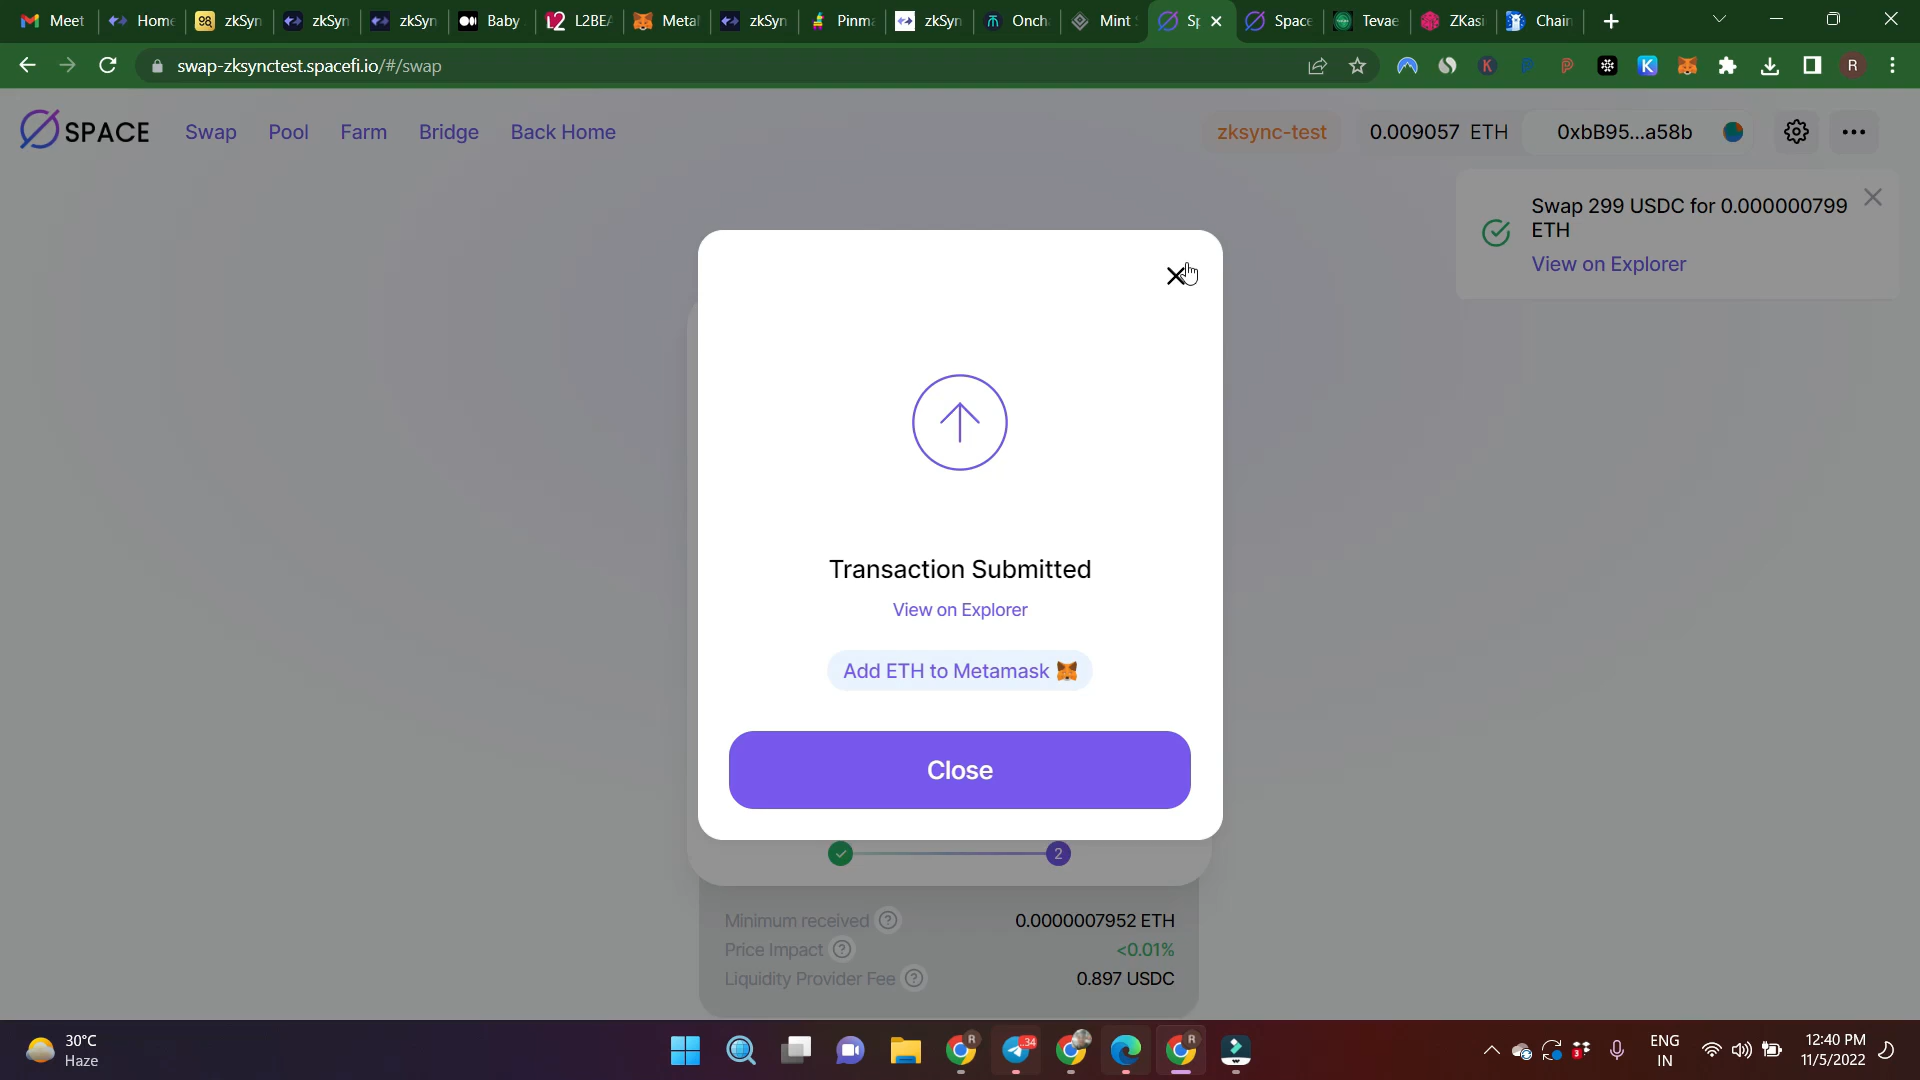 Meet
Home
zkSyn
zkSyn
zkSyn
Baby
L2BEA
Meta
zkSyn
Pinma
zkSyn
Onch
Mint
Sp
Space
Tevae
ZKasi
Chain
swap-zksynctest.spacefi.io/#/swap
SPACE
Swap
Pool
Farm
Bridge
Back Home
zksync-test
0.009057 ETH
0xbB95...a58b
Swap 299 USDC for 0.000000799
ETH
View on Explorer
Transaction Submitted
View on Explorer
Add ETH to Metamask
Close
2
Minimum received ? 0.0000007952 ETH
Price Impact ? <0.01%
Liquidity Provider Fee ? 0.897 USDC
30°C
Haze
34
ENG
IN
12:40 PM
11/5/2022